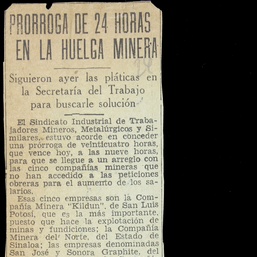 PRORROGA DE 24 HORAS
EN LA HUELGA MINERA
Siguieron ayer las pláticas en
la Secretaría del Trabajo
para buscarle solución
El Sindicato Industrial de Traba-
jadores Mineros, Metalúrgicos y Si-
milares, estuvo acorde en conceder
una prórroga de veinticuatro horas,
que vence hoy, a las nueve horas,
para que se llegue a un arreglo con
las cinco compañías mineras que
no han accedido a las peticiones
obreras para el aumento de los sa-
larios.
Esas cinco empresas son la Com-
pañía Minera "Kildun", de San Luis
Potosí, que es la más importante,
puesto que hace la explotación de
minas y fundiciones; la Compañía
Minera del Norte, del Estado de
Sinaloa; las empresas denominadas
San José y Sonora Graphite, del